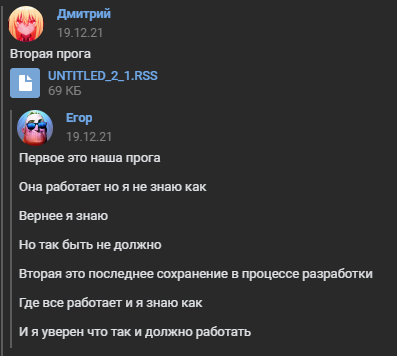 Дмитрий
19.12.21
Вторая прога
UNTITLED_2_1.RSS
69 КБ
Егор
19.12.21
Первое это наша прога
Она работает но я не знаю как
Вернее я знаю
Но так быть не должно
Вторая это последнее сохранение в процессе разработки
Где все работает и я знаю как
И я уверен что так и должно работать